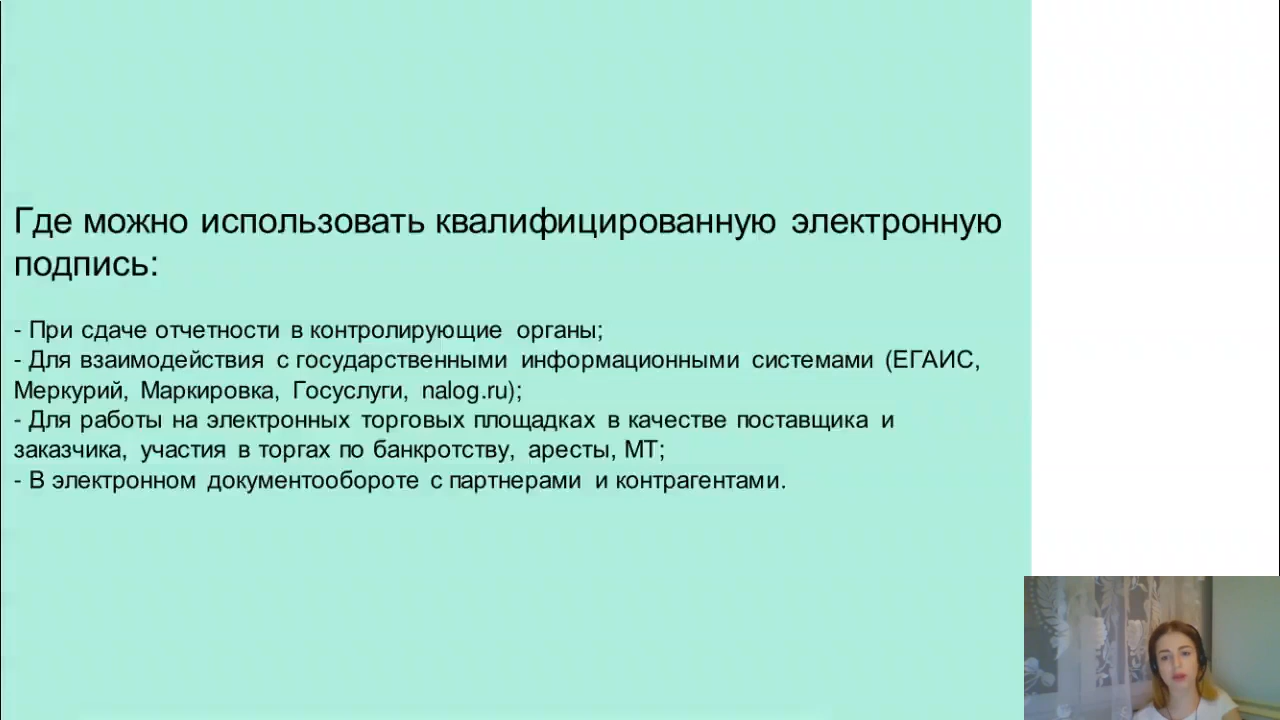 Где можно использовать квалифицированную электронную
подпись:
- При сдаче отчетности в контролирующие органы;
- Для взаимодействия с государственными информационными системами (ЕГАИС,
Меркурий, Маркировка, Госуслуги, nalog.ru);
- Для работы на электронных торговых площадках в качестве поставщика и
заказчика, участия в торгах по банкротству, аресты, МТ;
- В электронном документообороте с партнерами и контрагентами.